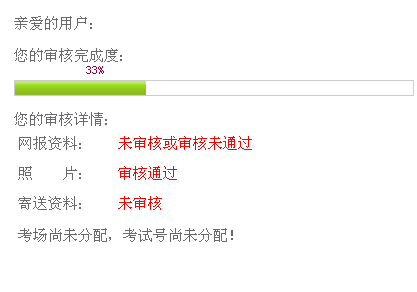 亲爱的用户：
您的审核完成度：
33%
您的审核详情：
网报资料： 未审核或审核未通过
照 片： 审核通过
寄送资料： 未审核
考场尚未分配，考试号尚未分配！